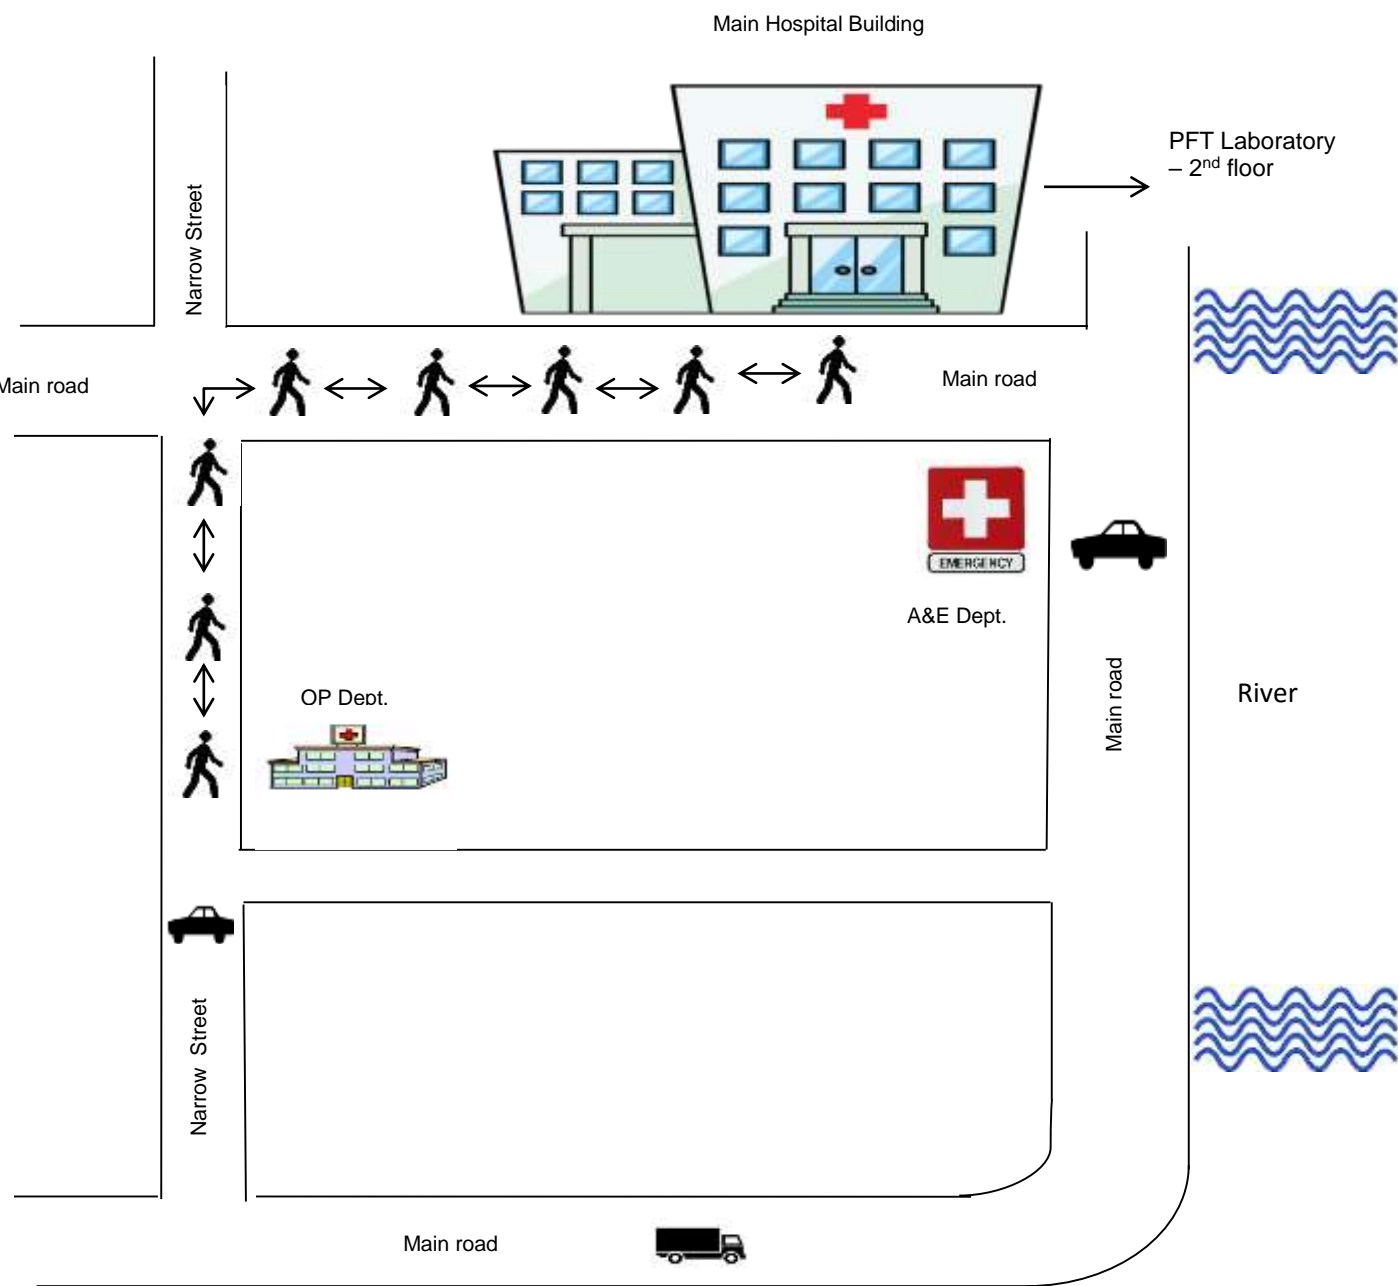 Main Hospital Building
PFT Laboratory
– 2nd floor
Narrow Street
Main road
Main road
EMERGENCY
A&E Dept.
OP Dept.
Main road
River
Narrow Street
Main road